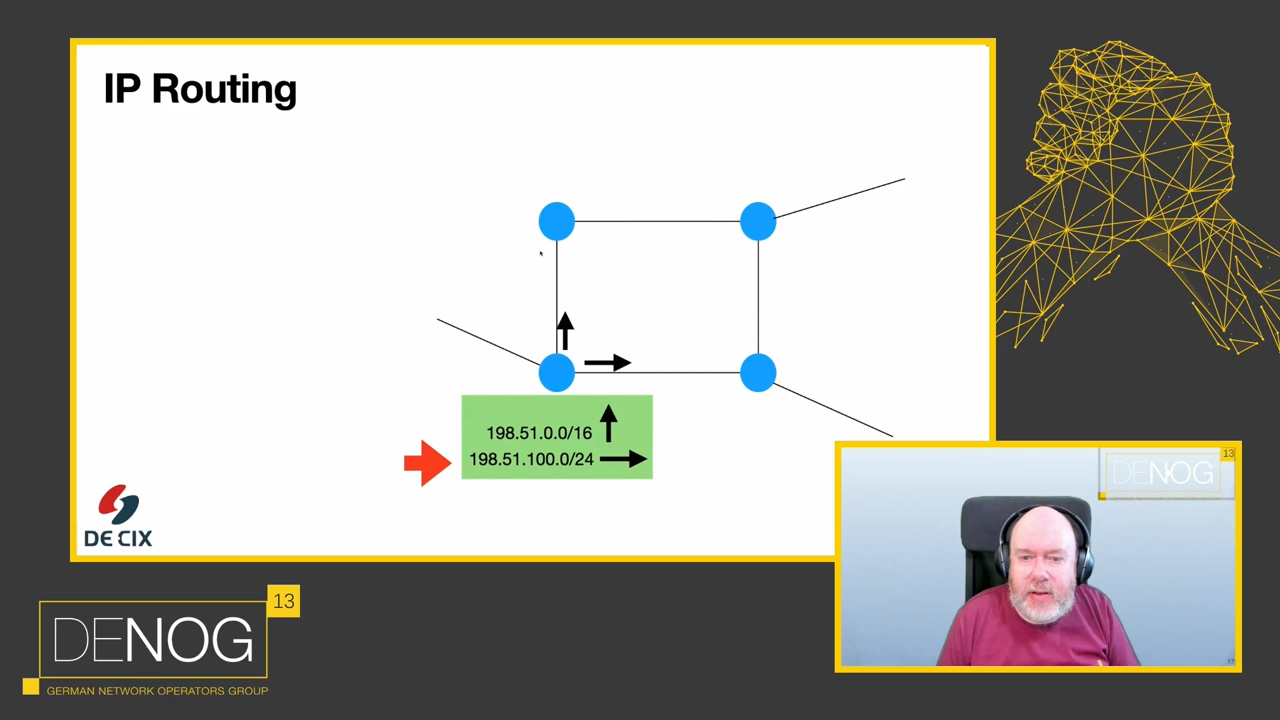 IP Routing
198.51.0.0/16
198.51.100.0/24
DE CIX
DENOG
13
13
DENOG
GERMAN NETWORK OPERATORS GROUP